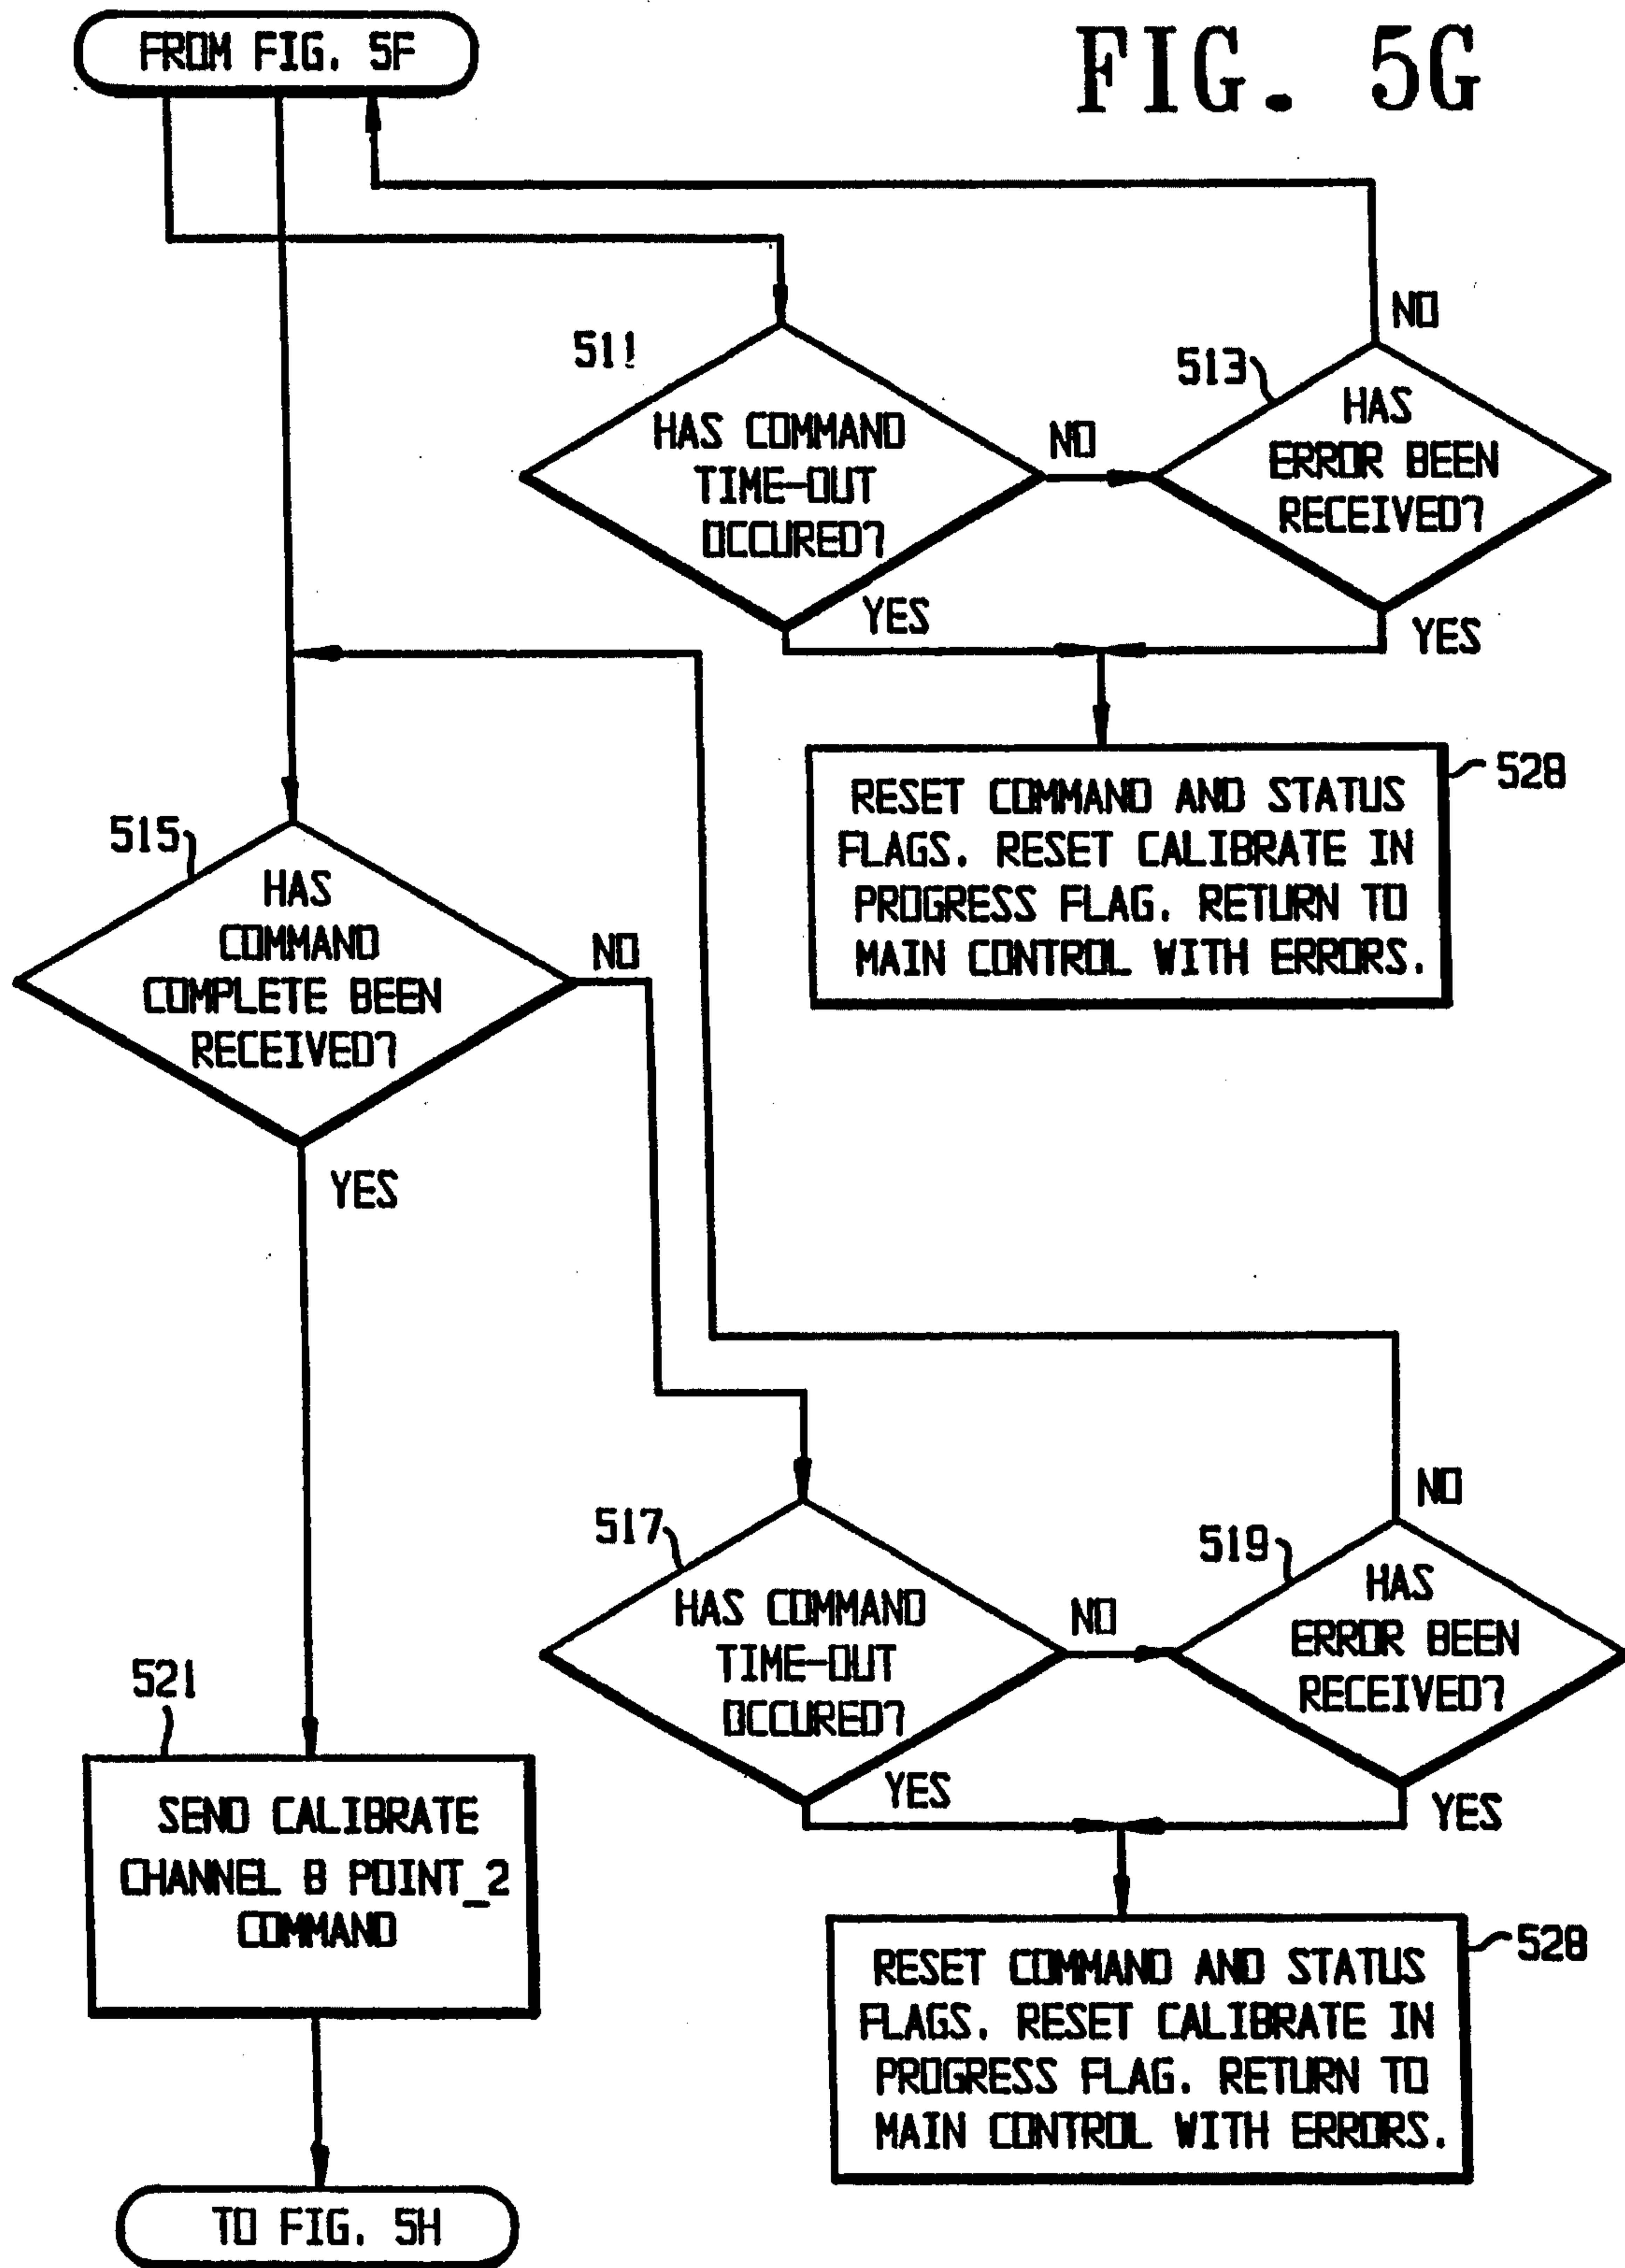 FROM FIG. 5F
FIG. 5G
NO
511
513
HAS COMMAND
TIME-OUT
OCCURED?
NO
HAS
ERROR BEEN
RECEIVED?
YES
YES
528
RESET COMMAND AND STATUS
FLAGS. RESET CALIBRATE IN
PROGRESS FLAG. RETURN TO
MAIN CONTROL WITH ERRORS.
515
HAS
COMMAND
COMPLETE BEEN
RECEIVED?
NO
YES
NO
517
519
HAS COMMAND
TIME-OUT
OCCURED?
NO
HAS
ERROR BEEN
RECEIVED?
YES
YES
521
SEND CALIBRATE
CHANNEL B POINT_2
COMMAND
528
RESET COMMAND AND STATUS
FLAGS. RESET CALIBRATE IN
PROGRESS FLAG. RETURN TO
MAIN CONTROL WITH ERRORS.
TO FIG. 5H